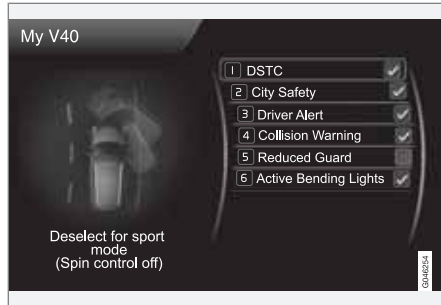 My V40
1 DSTC
2 City Safety
3 Driver Alert
4 Collision Warning
5 Reduced Guard
6 Active Bending Lights
Deselect for sport
mode
(Spin control off)
G046254